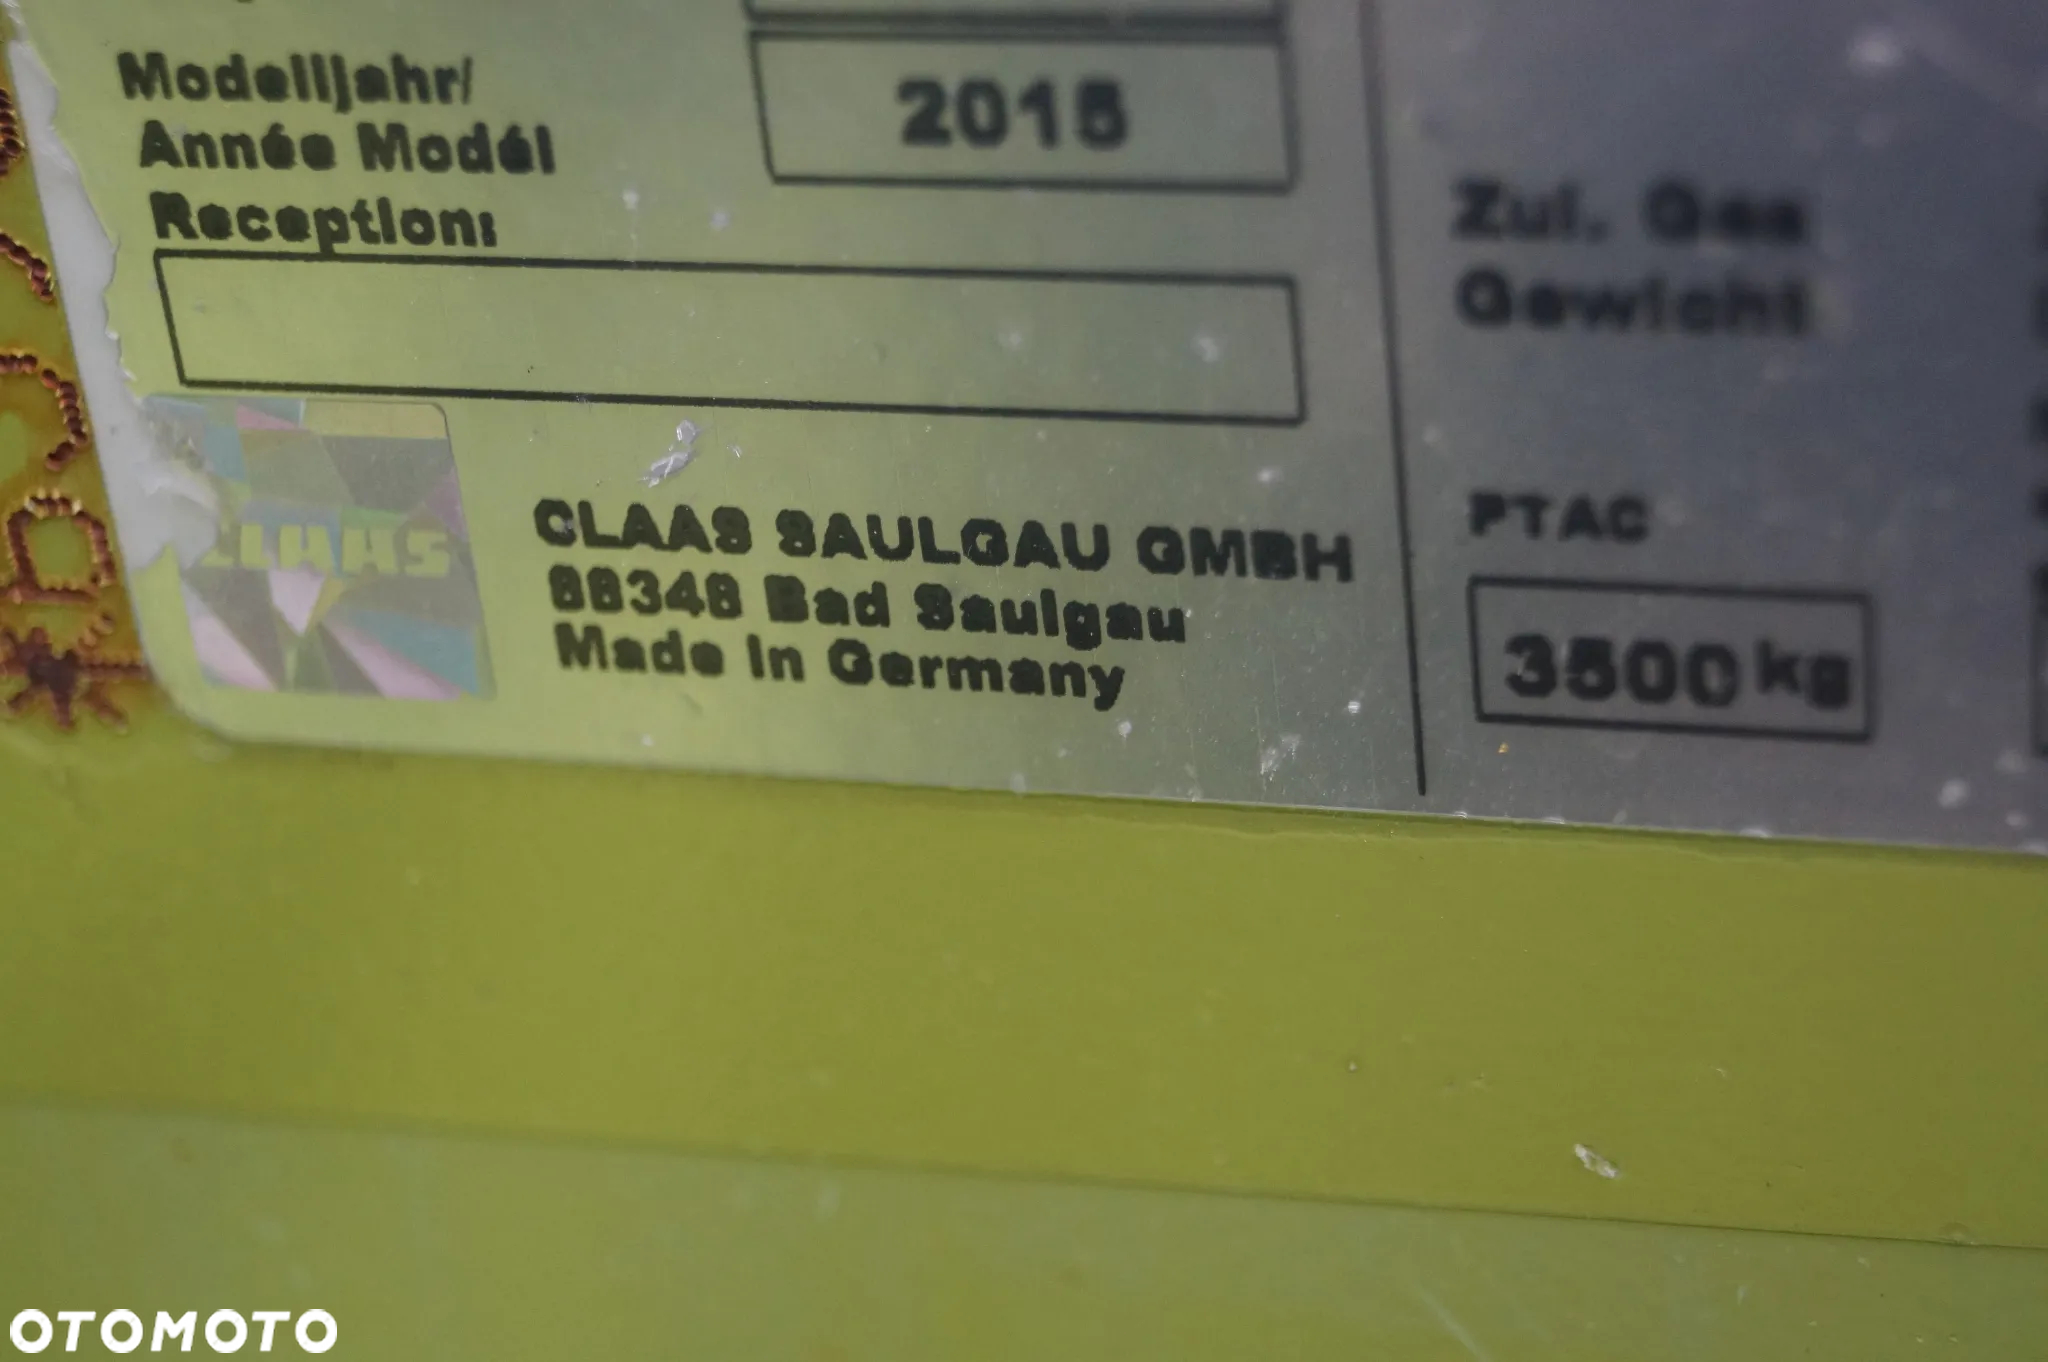 Modelljahr/
Année Modél
2015
Reception:
CLAAS
CLAAS SAULGAU GMBH
88348 Bad Saulgau
Made in Germany
Zul. Ges
Gewicht
PTAC
3500 kg
OTOMOTO